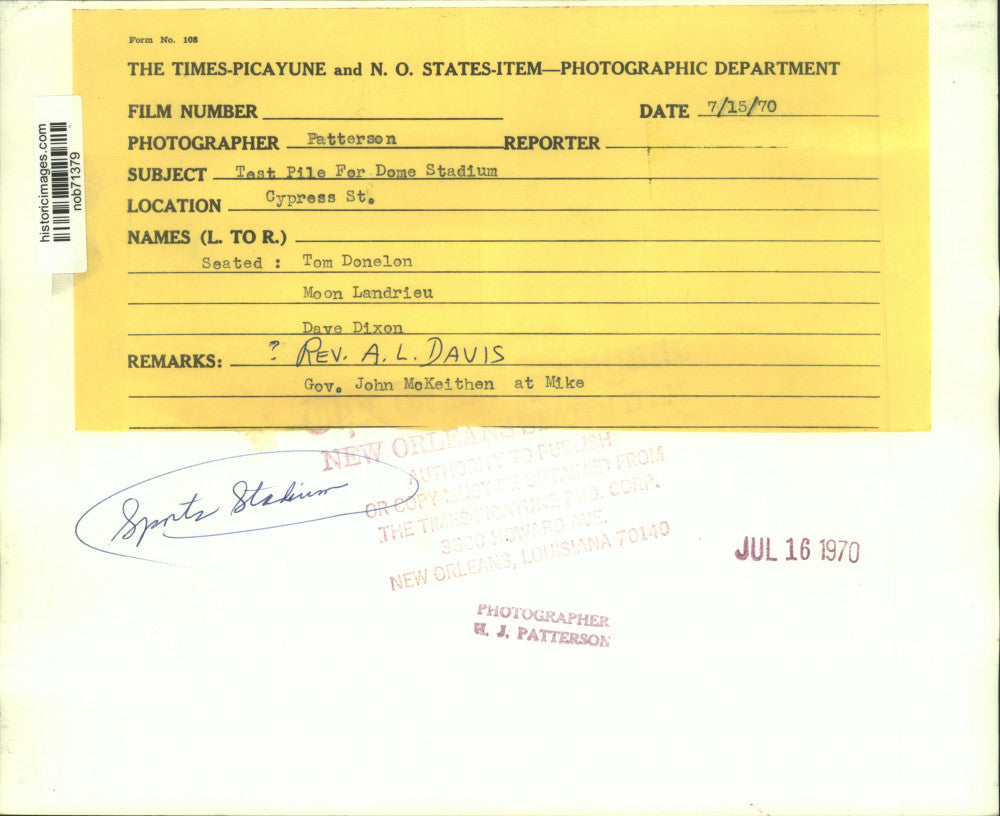 Form No. 108
THE TIMES-PICAYUNE and N. O. STATES-ITEM—PHOTOGRAPHIC DEPARTMENT
FILM NUMBER
DATE 7/15/70
PHOTOGRAPHER Patterson REPORTER
SUBJECT Test Pile For Dome Stadium
LOCATION Cypress St.
NAMES (L. TO R.)
Seated : Tom Donelon
Moon Landrieu
Dave Dixon
REMARKS: ? REV. A. L. DAVIS
Gov. John McKeithen at Mike
historicimages.com
nob71379
NEW ORLEANS
AUTHORITY TO PUBLISH
OR COPY MUST BE OBTAINED FROM
THE TIMES-PICAYUNE PUB. CORP.
3800 HOWARD AVE.
NEW ORLEANS, LOUISIANA 70140
Sports Stadium
JUL 16 1970
PHOTOGRAPHER
H. J. PATTERSON